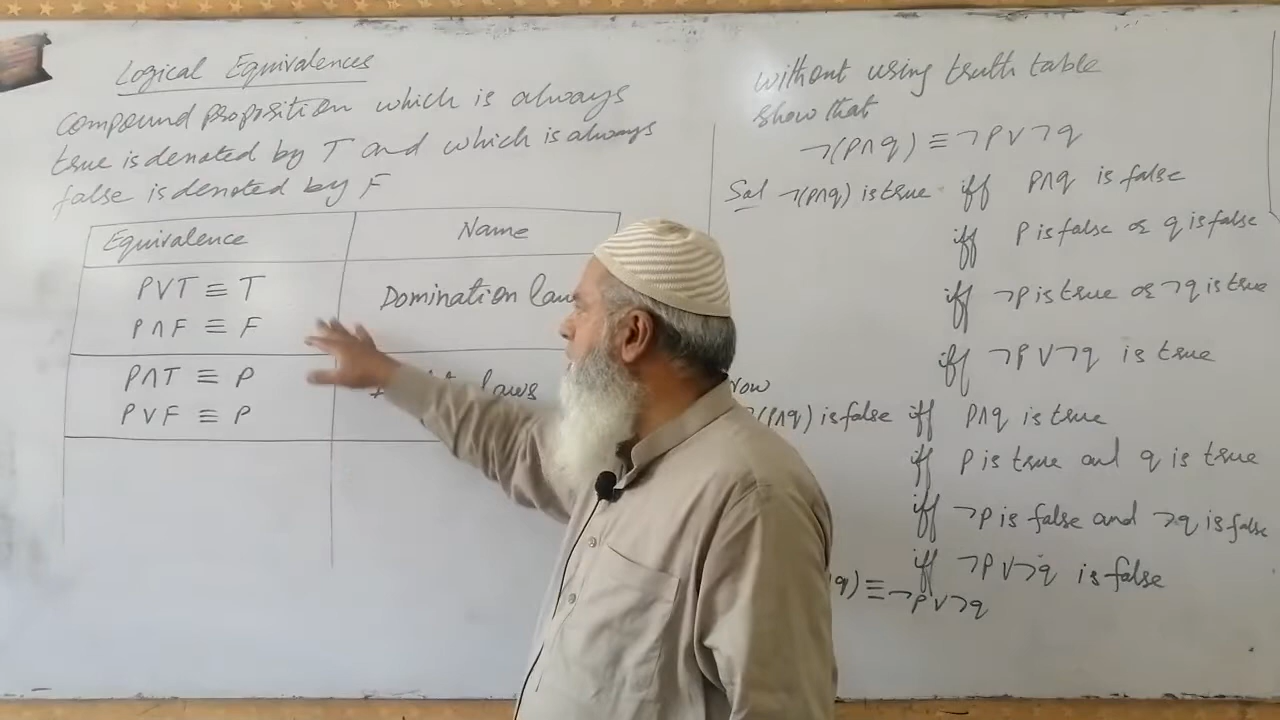 Logical Equivalences
compound proposition which is always
true is denoted by T and which is always
false is denoted by F
Equivalence Name
P∨T ≡ T Domination laws
P∧F ≡ F
P∧T ≡ P laws
P∨F ≡ P
without using truth table
show that
¬(P∧q) ≡ ¬P∨¬q
Sol ¬(P∧q) is true iff P∧q is false
iff P is false or q is false
iff ¬P is true or ¬q is true
iff ¬P∨¬q is true
Now
(P∧q) is false iff P∧q is true
iff P is true and q is true
iff ¬P is false and ¬q is false
iff ¬P∨¬q is false
q) ≡ ¬P∨¬q